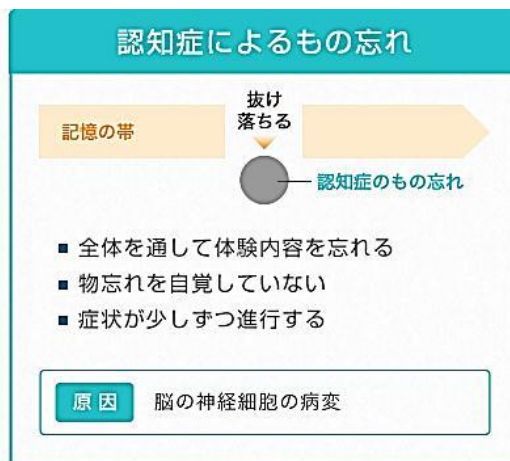 認知症によるもの忘れ
抜け
落ちる
記憶の帯
認知症のもの忘れ
■ 全体を通して体験内容を忘れる
■ 物忘れを自覚していない
■ 症状が少しずつ進行する
原因 脳の神経細胞の病変